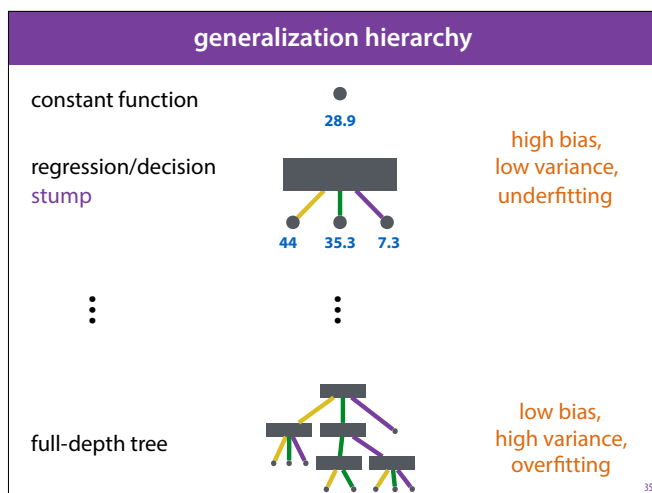 generalization hierarchy
constant function
28.9
high bias,
low variance,
underfitting
regression/decision
stump
44 35.3 7.3
full-depth tree
low bias,
high variance,
overfitting
35